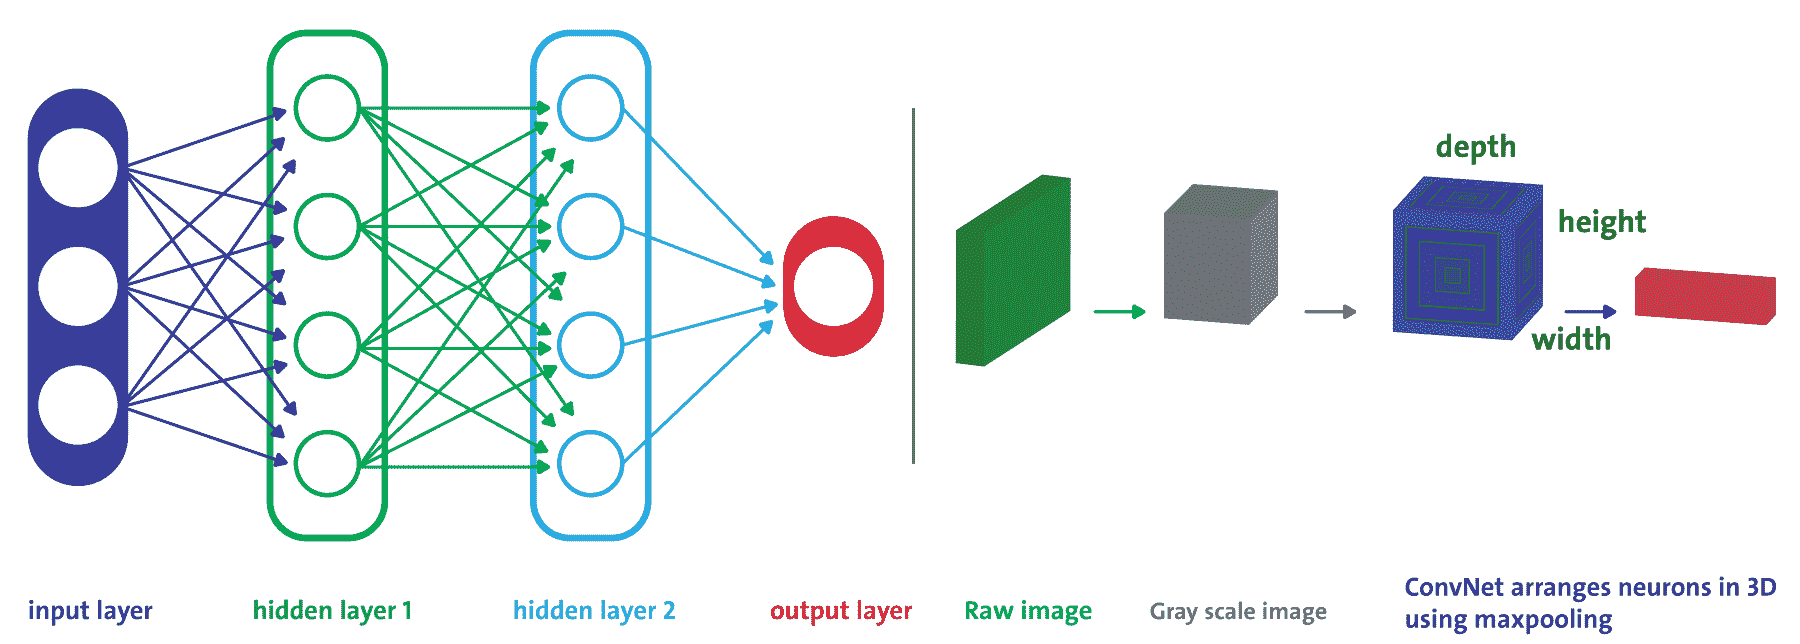 depth
height
width
input layer
hidden layer 1
hidden layer 2
output layer
Raw image
Gray scale image
ConvNet arranges neurons in 3D
using maxpooling